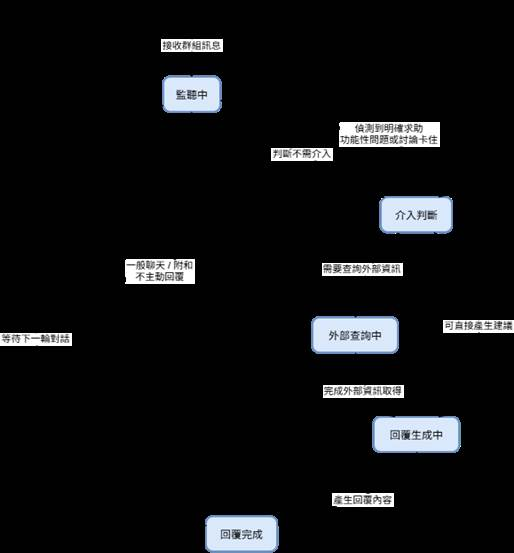 接收群組訊息
監聽中
偵測到明確求助
功能性問題或討論卡住
判斷不需介入
介入判斷
一般聊天 / 附和
不主動回覆
需要查詢外部資訊
外部查詢中
可直接產生建議
等待下一輪對話
完成外部資訊取得
回覆生成中
產生回覆內容
回覆完成